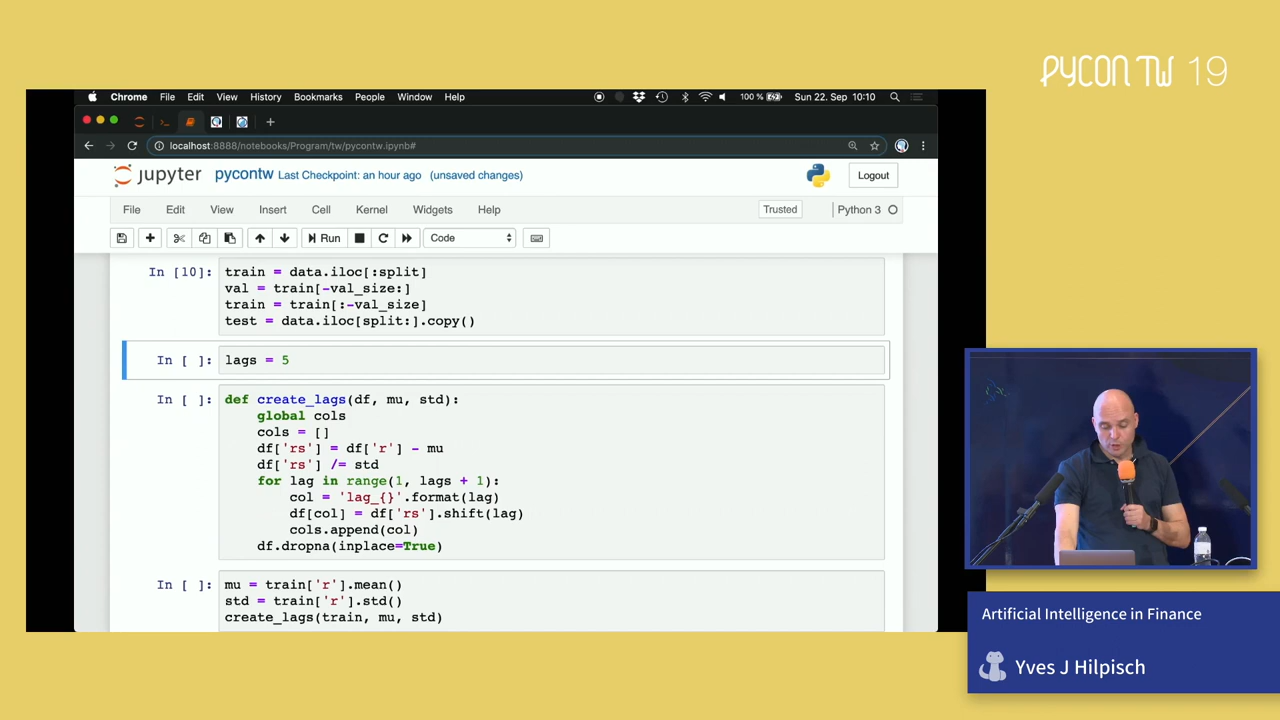 PYCON TW 19
Chrome File Edit View History Bookmarks People Window Help 100 % Sun 22. Sep 10:10
localhost:8888/notebooks/Program/tw/pycontw.ipynb#
jupyter pycontw Last Checkpoint: an hour ago (unsaved changes) Logout
File Edit View Insert Cell Kernel Widgets Help Trusted Python 3
Run Code
In [10]: train = data.iloc[:split]
val = train[-val_size:]
train = train[:-val_size]
test = data.iloc[split:].copy()
In [ ]: lags = 5
In [ ]: def create_lags(df, mu, std):
global cols
cols = []
df['rs'] = df['r'] - mu
df['rs'] /= std
for lag in range(1, lags + 1):
col = 'lag_{}'.format(lag)
df[col] = df['rs'].shift(lag)
cols.append(col)
df.dropna(inplace=True)
In [ ]: mu = train['r'].mean()
std = train['r'].std()
create_lags(train, mu, std)
Artificial Intelligence in Finance
Yves J Hilpisch